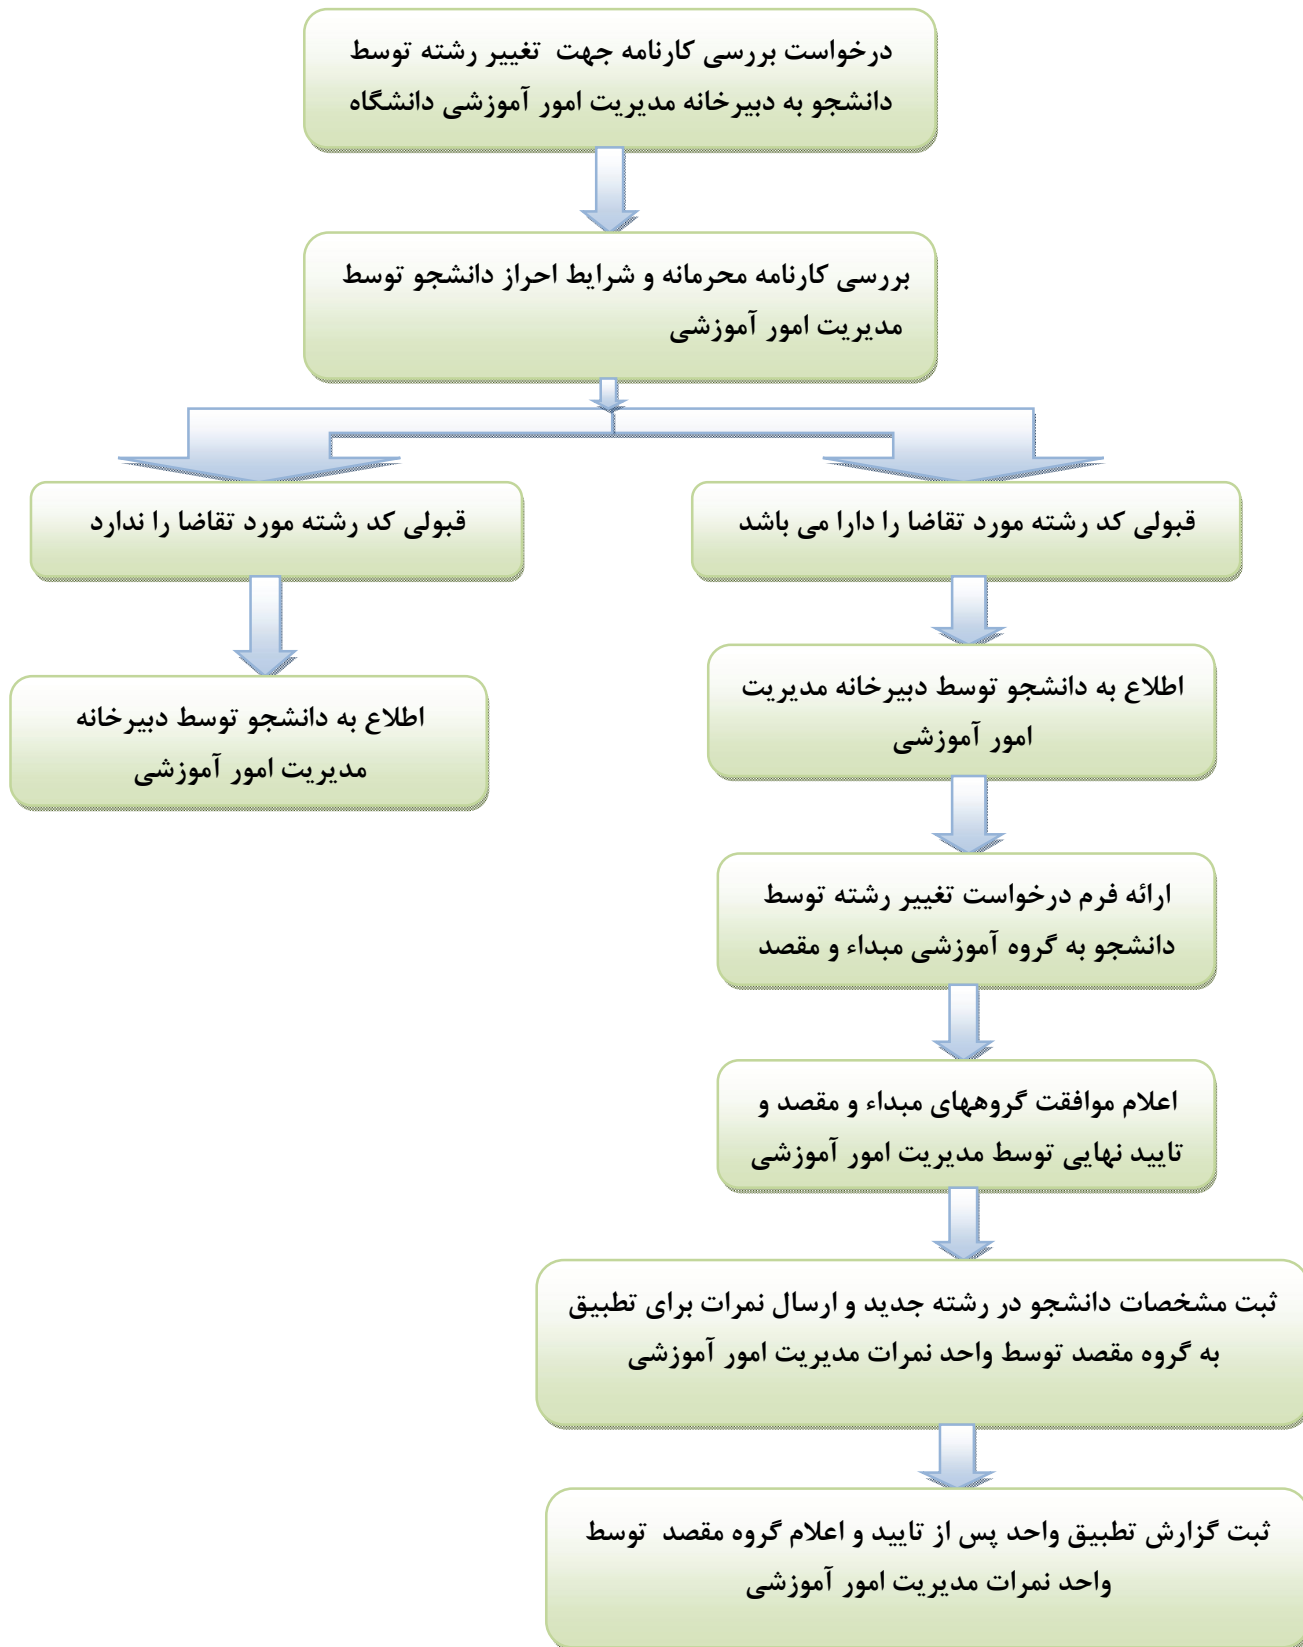 درخواست بررسی کارنامه جهت تغییر رشته توسط
دانشجو به دبیرخانه مدیریت امور آموزشی دانشگاه
بررسی کارنامه محرمانه و شرایط احراز دانشجو توسط
مدیریت امور آموزشی
قبولی کد رشته مورد تقاضا را دارا می باشد
قبولی کد رشته مورد تقاضا را ندارد
اطلاع به دانشجو توسط دبیرخانه مدیریت
امور آموزشی
اطلاع به دانشجو توسط دبیرخانه
مدیریت امور آموزشی
ارائه فرم درخواست تغییر رشته توسط
دانشجو به گروه آموزشی مبداء و مقصد
اعلام موافقت گروههای مبداء و مقصد و
تایید نهایی توسط مدیریت امور آموزشی
ثبت مشخصات دانشجو در رشته جدید و ارسال نمرات برای تطبیق
به گروه مقصد توسط واحد نمرات مدیریت امور آموزشی
ثبت گزارش تطبیق واحد پس از تایید و اعلام گروه مقصد توسط
واحد نمرات مدیریت امور آموزشی